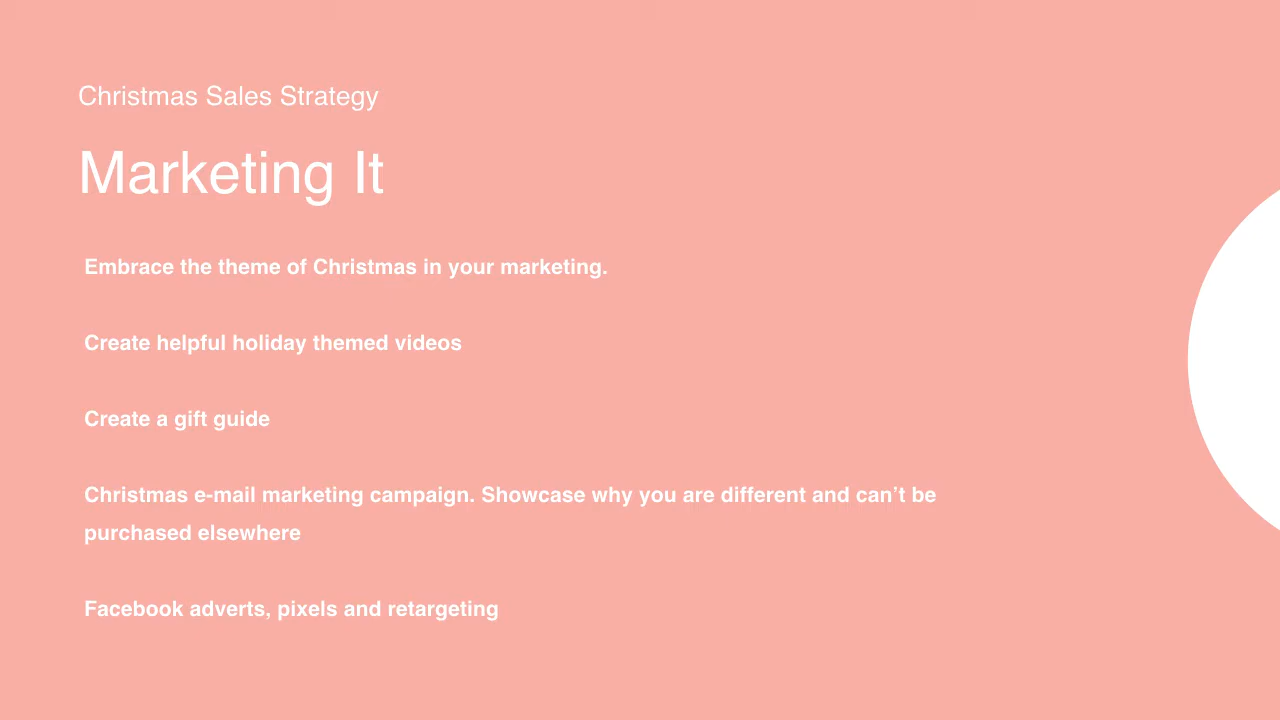 Christmas Sales Strategy
Marketing It
Embrace the theme of Christmas in your marketing.
Create helpful holiday themed videos
Create a gift guide
Christmas e-mail marketing campaign. Showcase why you are different and can’t be
purchased elsewhere
Facebook adverts, pixels and retargeting